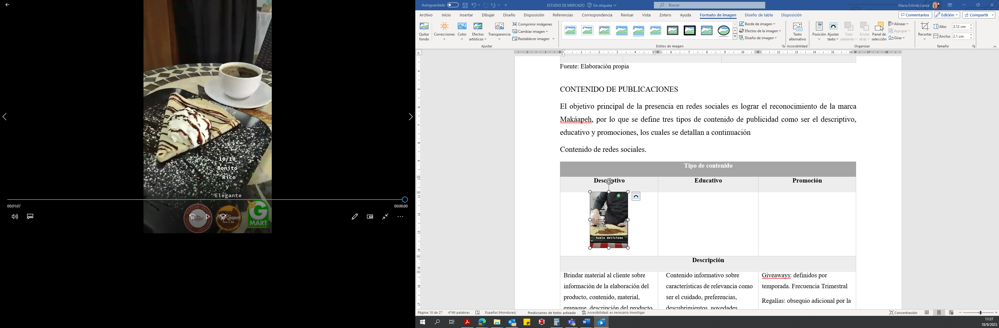 10/10
Bonito
Rico
y
Elegante
WAFFLES
G
MART
00:01:07
00:00:00
10
30
Autoguardado
ESTUDIO DE MERCADO
Sin etiqueta
Buscar
Maria Erlinda Lanza
Archivo Inicio Insertar Dibujar Diseño Disposición Referencias Correspondencia Revisar Vista Zotero Ayuda Formato de imagen Diseño de tabla Disposición
Comentarios Edición Compartir
Quitar fondo
Correcciones
Color
Efectos artísticos
Transparencia
Comprimir imágenes
Cambiar imagen
Restablecer imagen
Ajustar
Estilos de imagen
Borde de imagen
Efectos de la imagen
Diseño de imagen
Texto alternativo
Accesibilidad
Posición
Ajustar texto
Traer adelante
Enviar atrás
Panel de selección
Alinear
Agrupar
Girar
Organizar
Recortar
Alto: 3.12 cm
Ancho: 2.1 cm
Tamaño
Fuente: Elaboración propia
CONTENIDO DE PUBLICACIONES
El objetivo principal de la presencia en redes sociales es lograr el reconocimiento de la marca
Makáapeh, por lo que se define tres tipos de contenido de publicidad como ser el descriptivo,
educativo y promociones, los cuales se detallan a continuación
Contenido de redes sociales.
Tipo de contenido
Descriptivo Educativo Promoción
yummy
yummy
huele delicioso
Descripción
Brindar material al cliente sobre
información de la elaboración del
producto, contenido, material,
empaque, descripción del producto
Contenido informativo sobre
características de relevancia como
ser el cuidado, preferencias,
descubrimientos, novedades
Giveaways: definidos por
temporada. Frecuencia Trimestral
Regalías: obsequio adicional por la
Página 18 de 27 4746 palabras Español (Honduras) Predicciones de texto: activado Accesibilidad: es necesario investigar
Concentración
11:37
18/9/2023